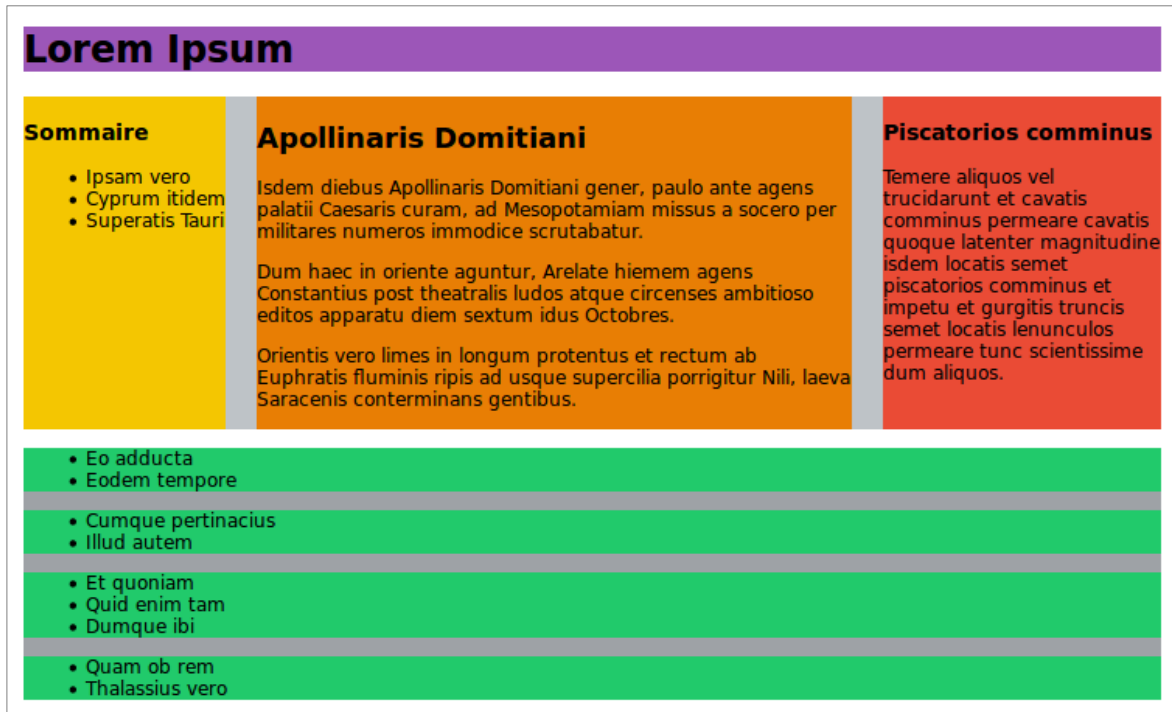 Lorem Ipsum
Sommaire
Ipsam vero
Cyprum itidem
Superatis Tauri
Apollinaris Domitiani
Isdem diebus Apollinaris Domitiani gener, paulo ante agens
palatii Caesaris curam, ad Mesopotamiam missus a socero per
militares numeros immodice scrutabatur.
Dum haec in oriente aguntur, Arelate hiemem agens
Constantius post theatralis ludos atque circenses ambitioso
editos apparatu diem sextum idus Octobres.
Orientis vero limes in longum protentus et rectum ab
Euphratis fluminis ripis ad usque supercilia porrigitur Nili, laeva
Saracenis conterminans gentibus.
Piscatorios comminus
Temere aliquos vel
trucidarunt et cavatis
comminus permeare cavatis
quoque latenter magnitudine
isdem locatis semet
piscatorios comminus et
impetu et gurgitis truncis
semet locatis lenunculos
permeare tunc scientissime
dum aliquos.
Eo adducta
Eodem tempore
Cumque pertinacius
Illud autem
Et quoniam
Quid enim tam
Dumque ibi
Quam ob rem
Thalassius vero